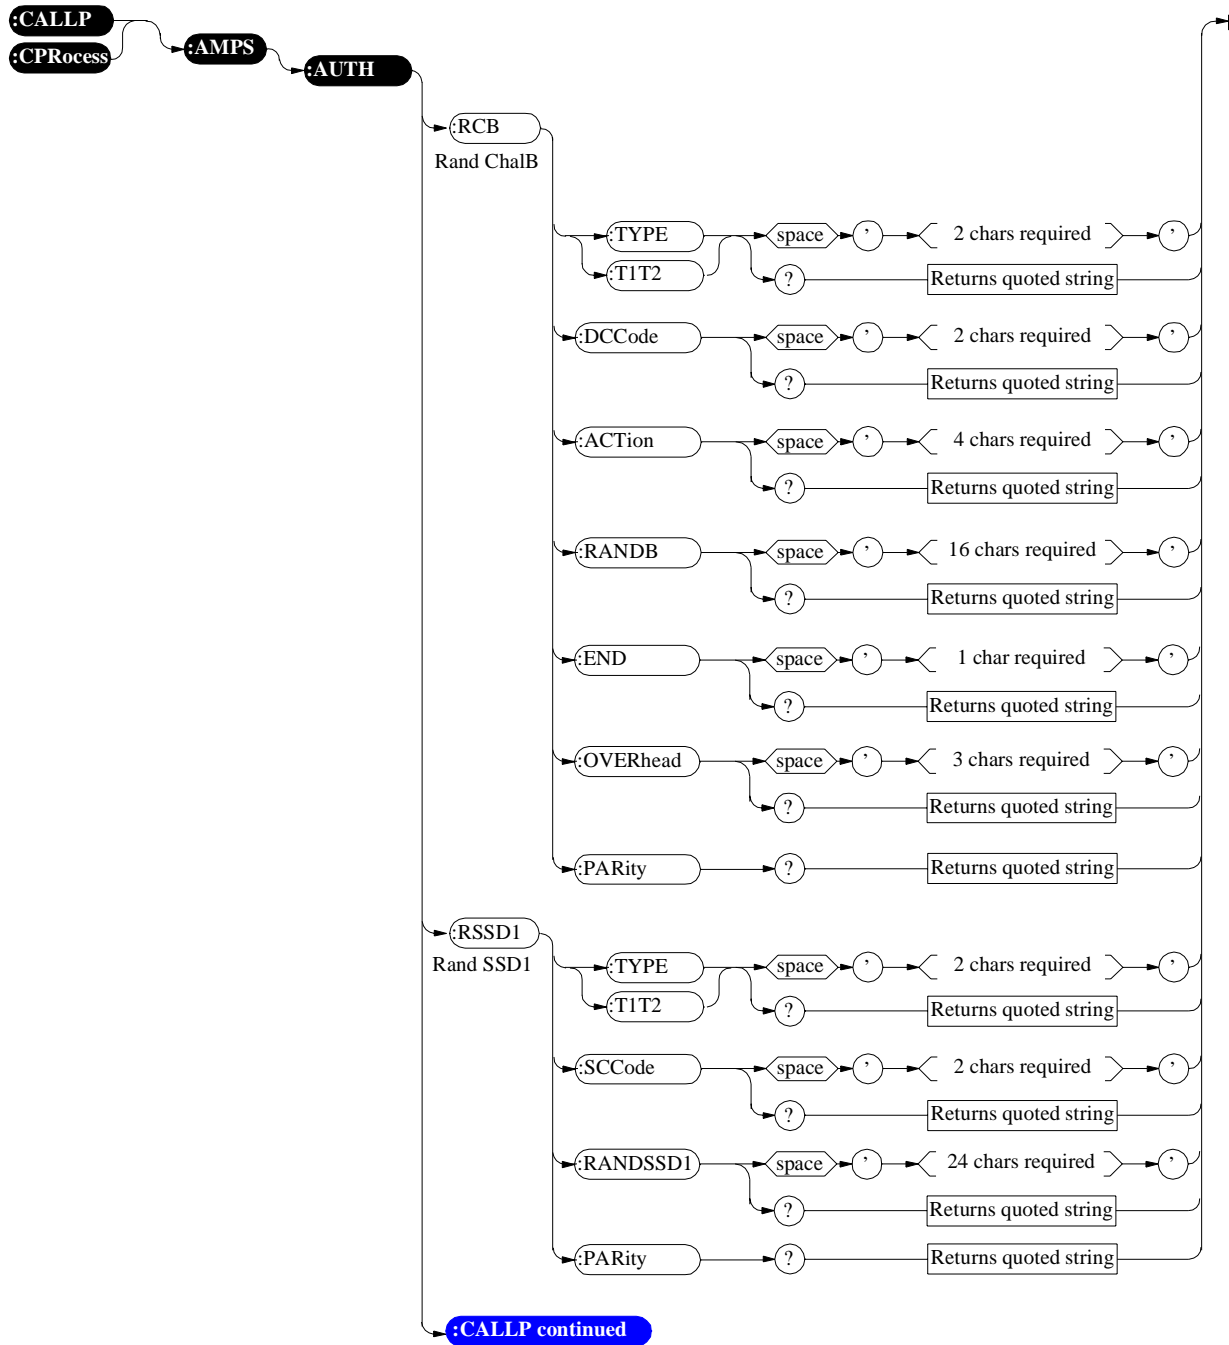 :CALLP
:CPRocess
:AMPS
:AUTH
:RCB
Rand ChalB
:TYPE space ’ 2 chars required ’
:T1T2 ? Returns quoted string
:DCCode space ’ 2 chars required ’
? Returns quoted string
:ACTion space ’ 4 chars required ’
? Returns quoted string
:RANDB space ’ 16 chars required ’
? Returns quoted string
:END space ’ 1 char required ’
? Returns quoted string
:OVERhead space ’ 3 chars required ’
? Returns quoted string
:PARity ? Returns quoted string
:RSSD1
Rand SSD1
:TYPE space ’ 2 chars required ’
:T1T2 ? Returns quoted string
:SCCode space ’ 2 chars required ’
? Returns quoted string
:RANDSSD1 space ’ 24 chars required ’
? Returns quoted string
:PARity ? Returns quoted string
:CALLP continued